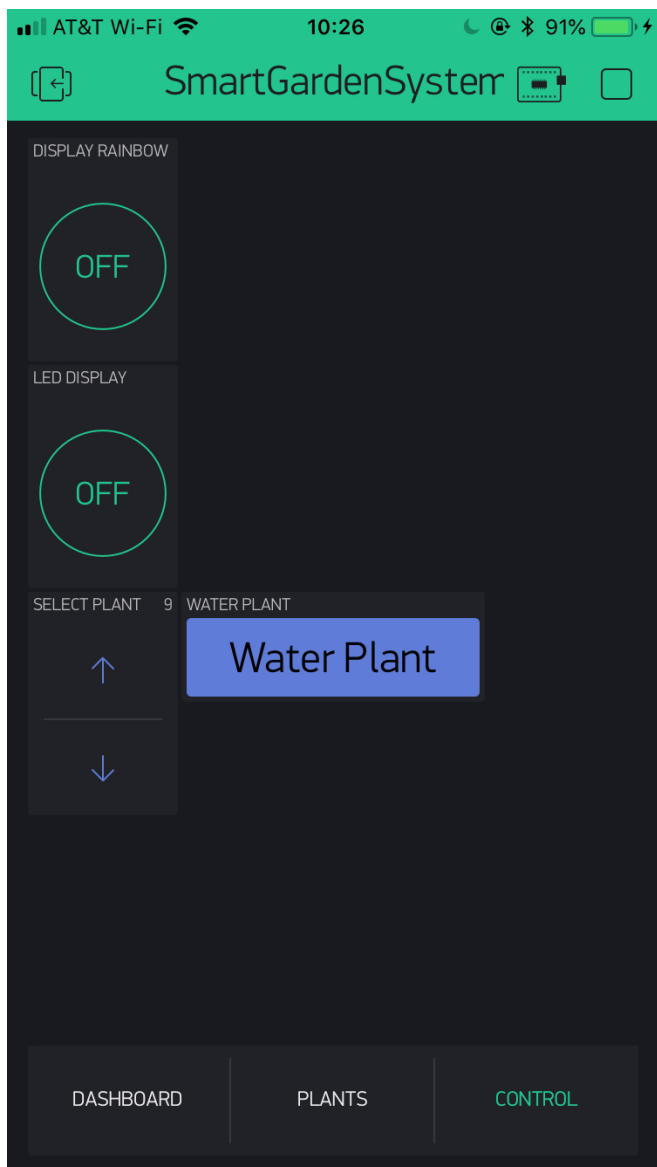 AT&T Wi-Fi 10:26 91%
SmartGardenSystem
DISPLAY RAINBOW
OFF
LED DISPLAY
OFF
SELECT PLANT 9 WATER PLANT
Water Plant
DASHBOARD PLANTS CONTROL